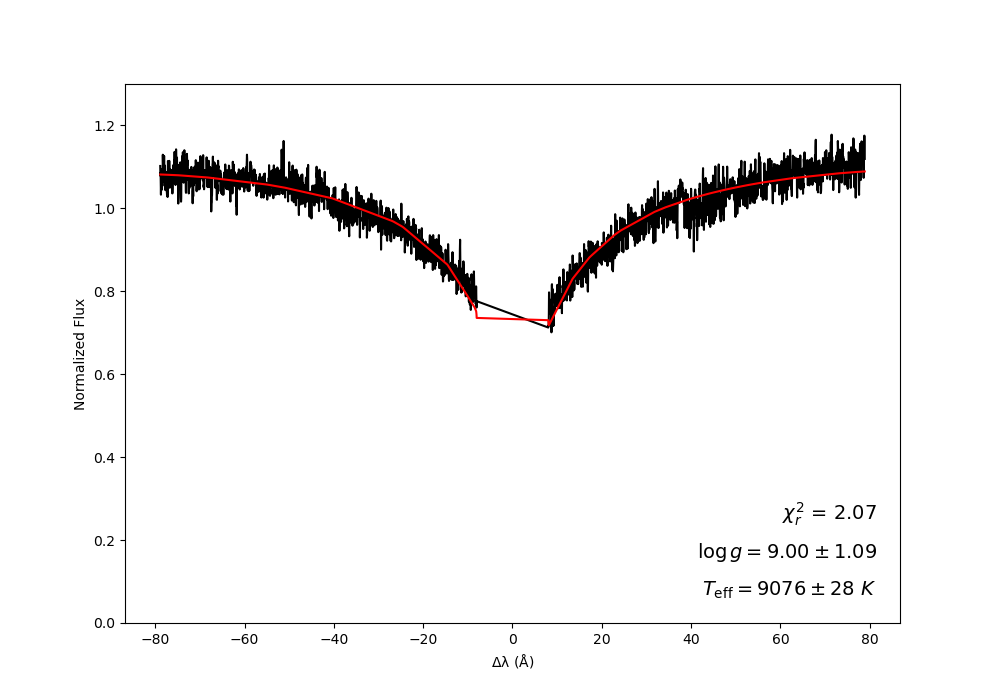 1.2
1.0
0.8
0.6
0.4
0.2
0.0
Normalized Flux
χ²ᵣ = 2.07
log g = 9.00 ± 1.09
T_eff = 9076 ± 28 K
−80 −60 −40 −20 0 20 40 60 80
Δλ (Å)